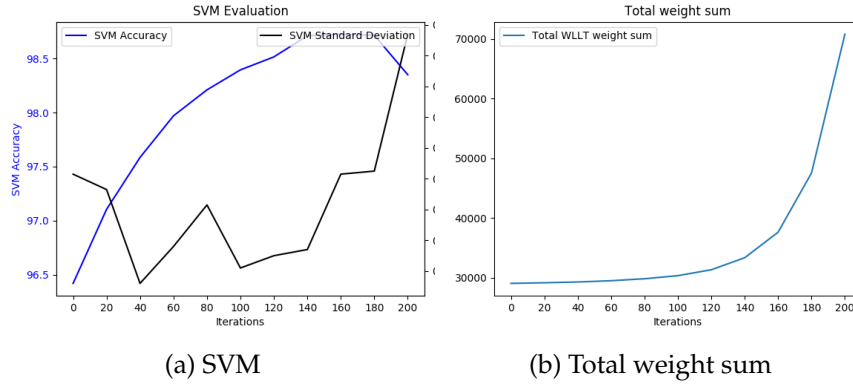 SVM Evaluation
SVM Accuracy
SVM Standard Deviation
98.5
98.0
97.5
97.0
96.5
SVM Accuracy
0 20 40 60 80 100 120 140 160 180 200
Iterations
(a) SVM
Total weight sum
Total WLLT weight sum
70000
60000
50000
40000
30000
0 20 40 60 80 100 120 140 160 180 200
Iterations
(b) Total weight sum